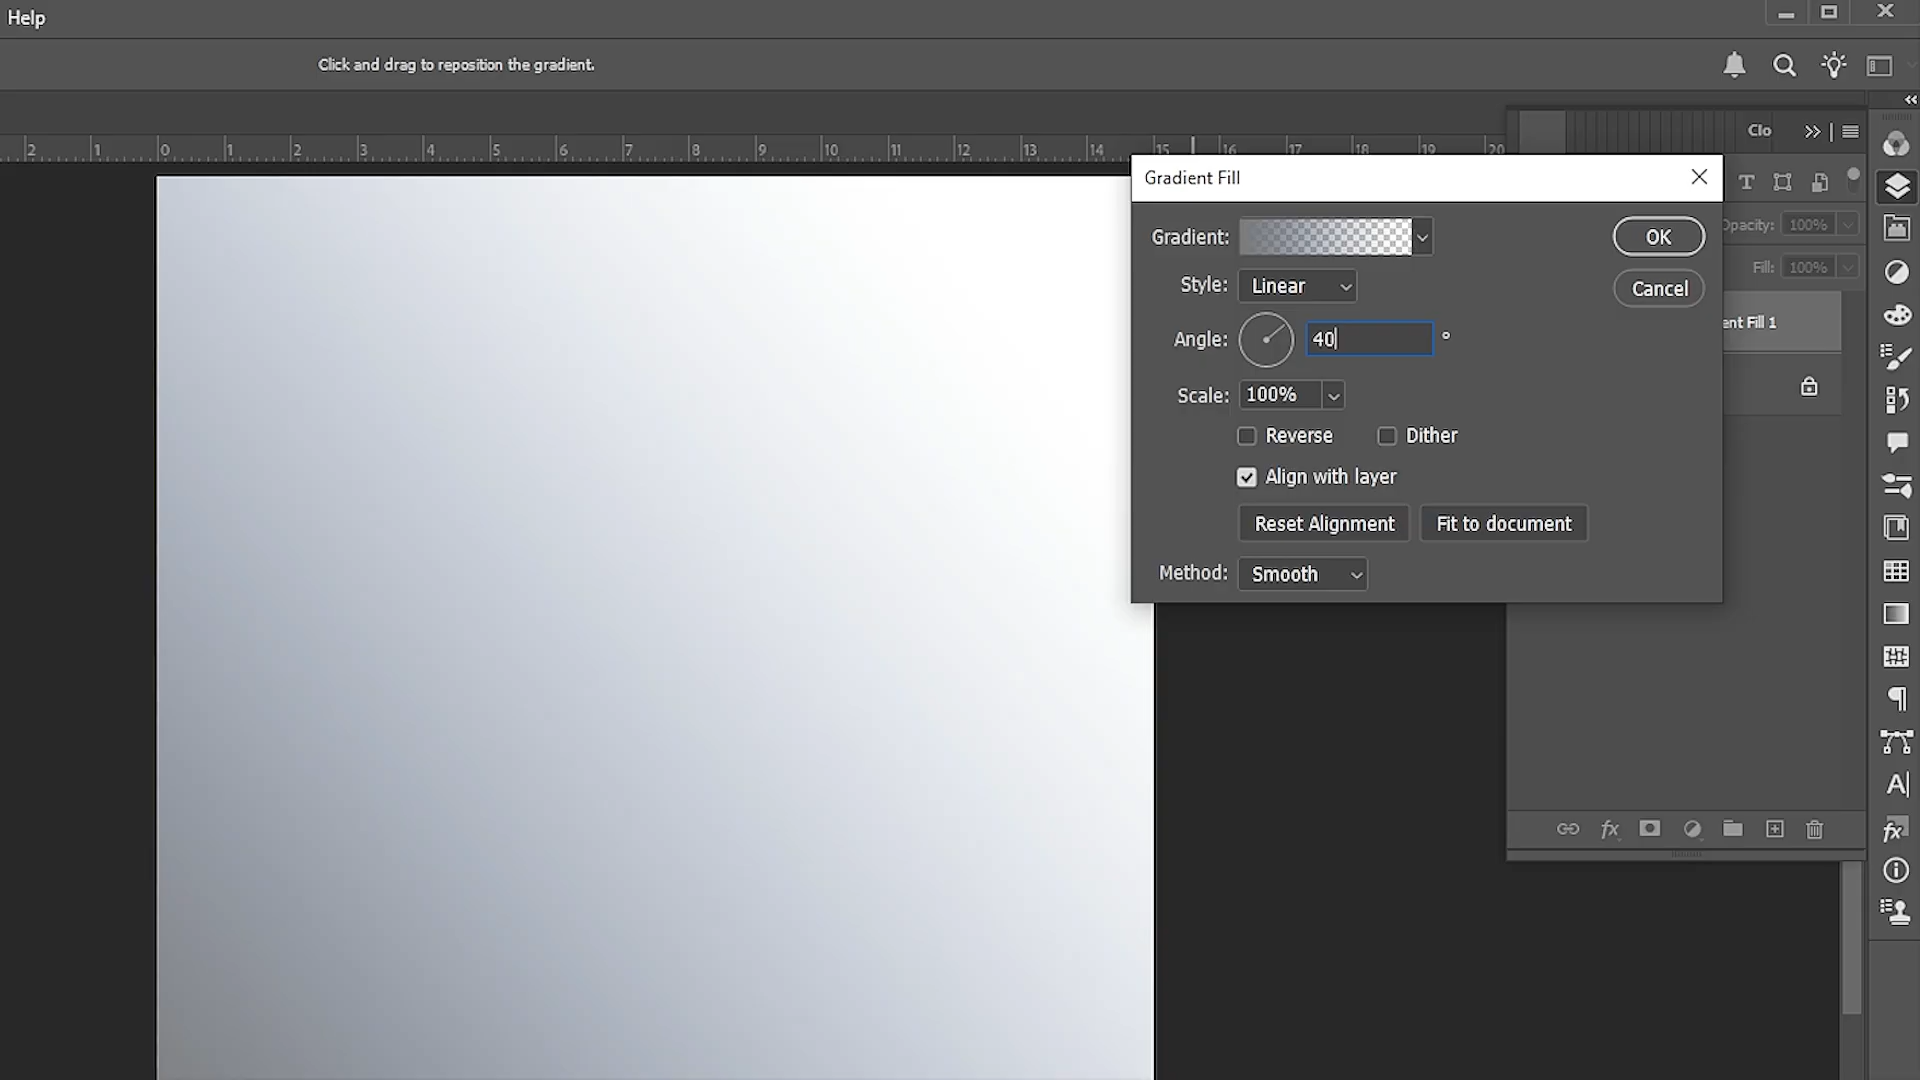 Help
Click and drag to reposition the gradient.
2 1 0 1 2 3 4 5 6 7 8 9 10 11 12 13 14 15 16 17 18 19 20
Clo
Gradient Fill
Gradient:
OK
Opacity: 100%
Style: Linear
Cancel
Fill: 100%
ent Fill 1
Angle: 40 °
Scale: 100%
Reverse Dither
Align with layer
Reset Alignment Fit to document
Method: Smooth